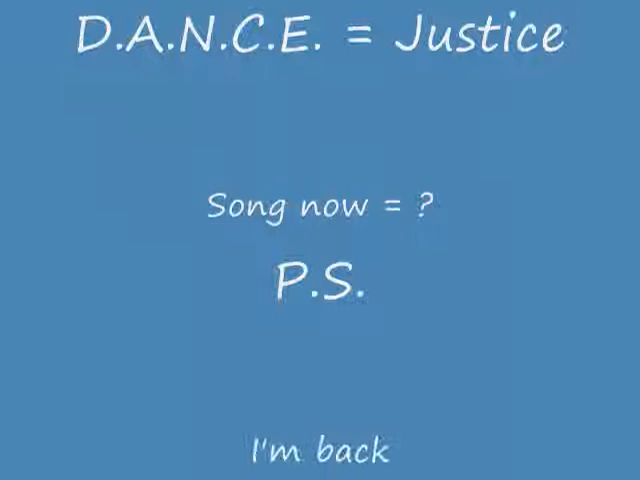 D.A.N.C.E. = Justice
Song now = ?
P.S.
I'm back